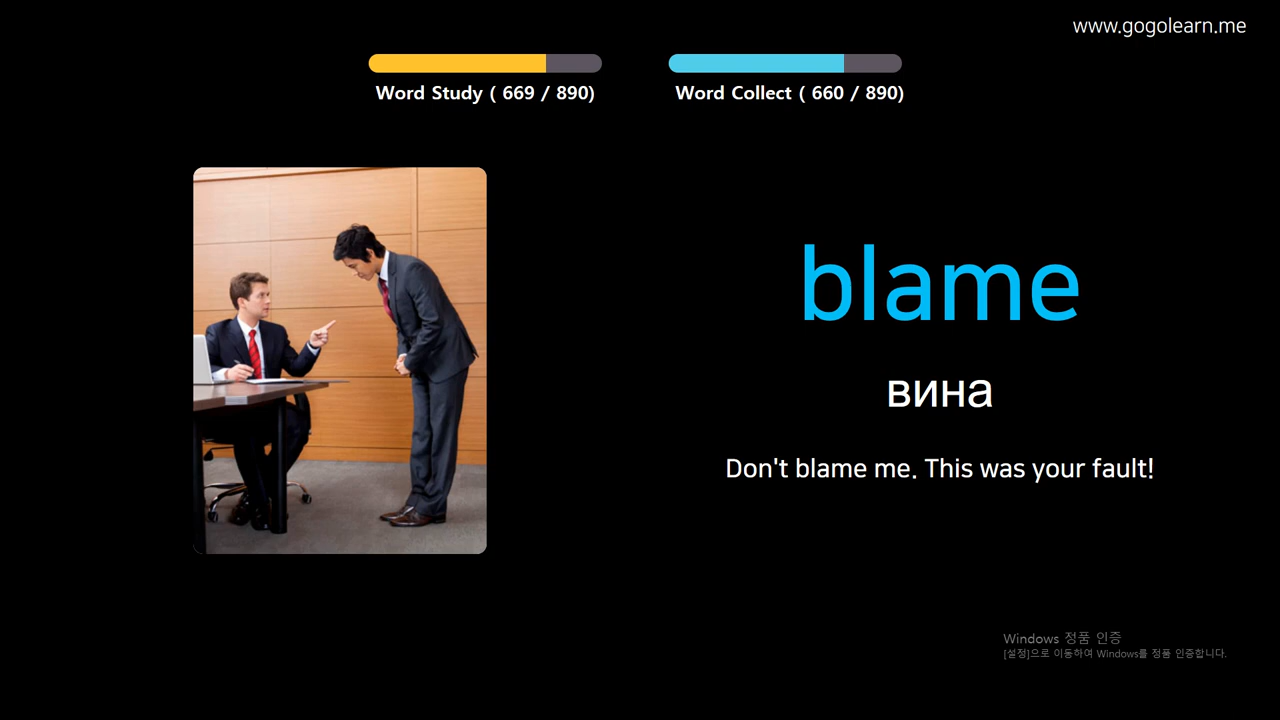 www.gogolearn.me
Word Study ( 669 / 890)
Word Collect ( 660 / 890)
blame
вина
Don't blame me. This was your fault!
Windows 정품 인증
[설정]으로 이동하여 Windows를 정품 인증합니다.